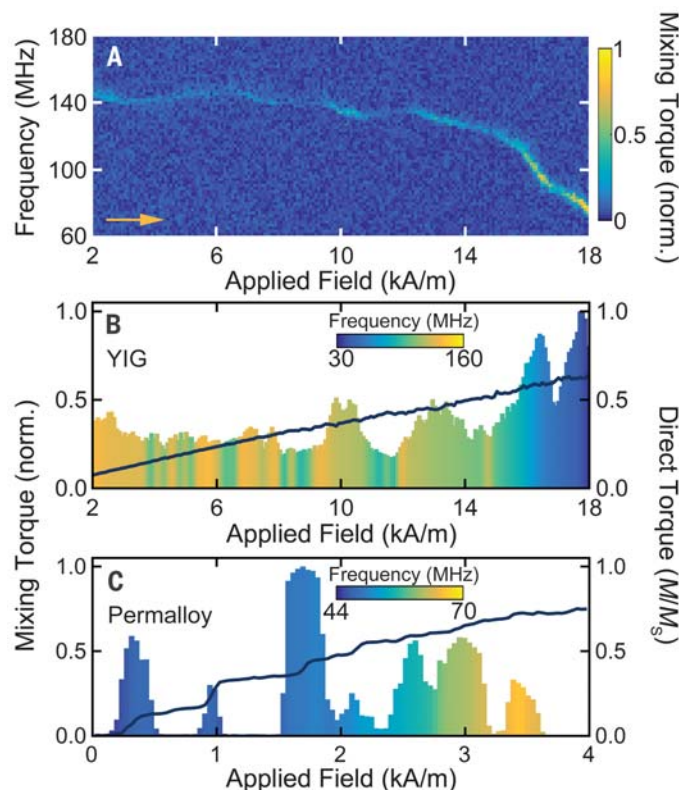 A
Frequency (MHz)
180
140
100
60
2 6 10 14 18
Applied Field (kA/m)
Mixing Torque (norm.)
1
0.5
0
B
YIG
Frequency (MHz)
30 160
1.0
0.5
0.0
1.0
0.5
0.0
2 6 10 14 18
Applied Field (kA/m)
Mixing Torque (norm.)
Direct Torque (M/MS)
C
Permalloy
Frequency (MHz)
44 70
1.0
0.5
0.0
1.0
0.5
0.0
0 1 2 3 4
Applied Field (kA/m)